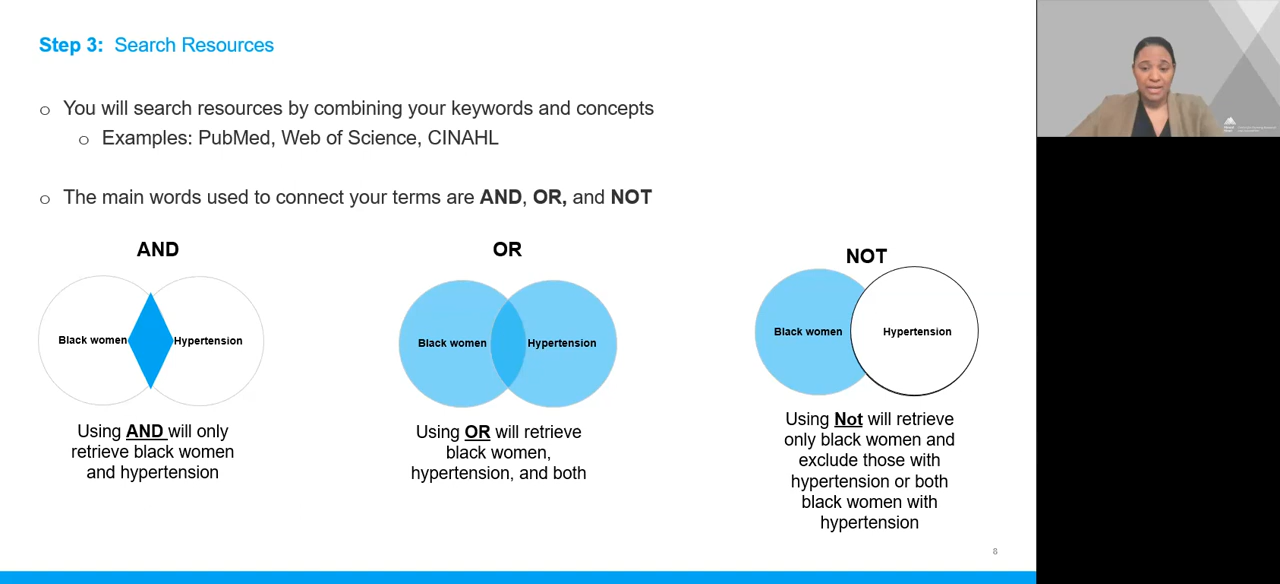 Step 3: Search Resources
o You will search resources by combining your keywords and concepts
o Examples: PubMed, Web of Science, CINAHL
o The main words used to connect your terms are AND, OR, and NOT
AND
Black women
Hypertension
Using AND will only
retrieve black women
and hypertension
OR
Black women
Hypertension
Using OR will retrieve
black women,
hypertension, and both
NOT
Black women
Hypertension
Using Not will retrieve
only black women and
exclude those with
hypertension or both
black women with
hypertension
8